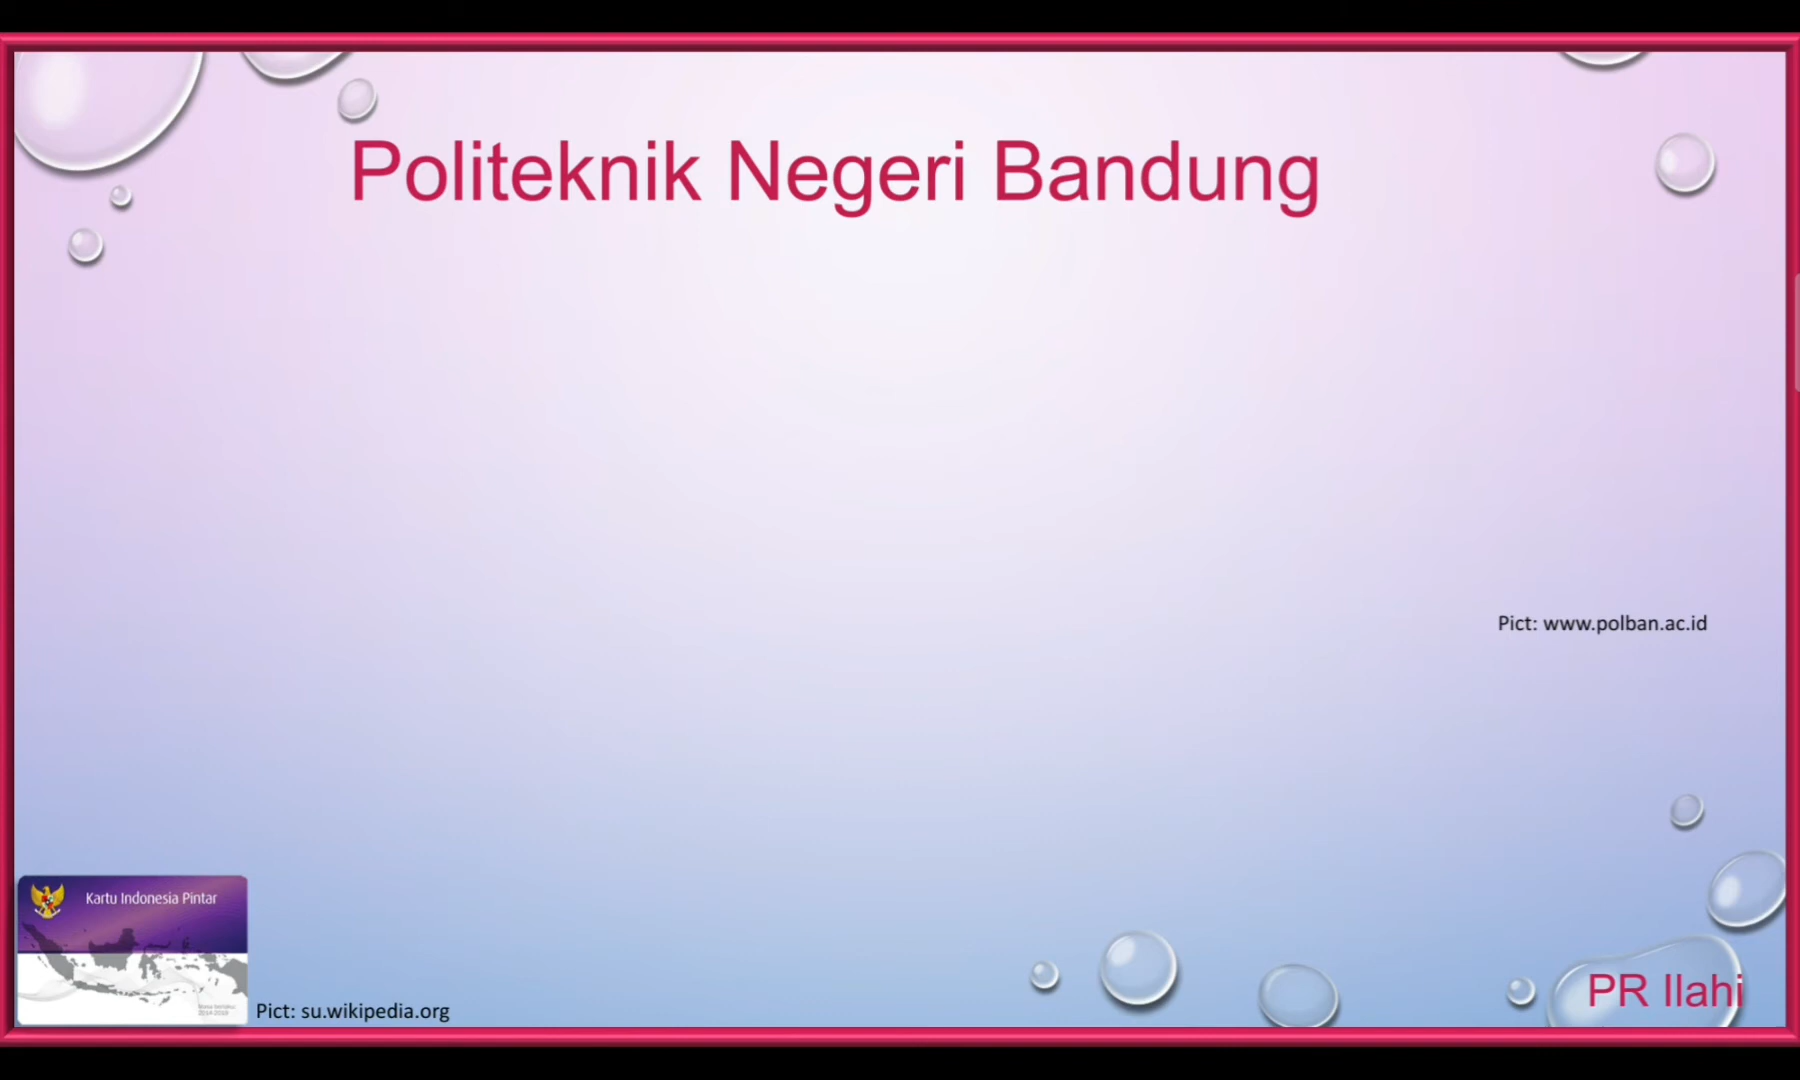 Politeknik Negeri Bandung
Pict: www.polban.ac.id
Kartu Indonesia Pintar
Pict: su.wikipedia.org
PR Ilahi